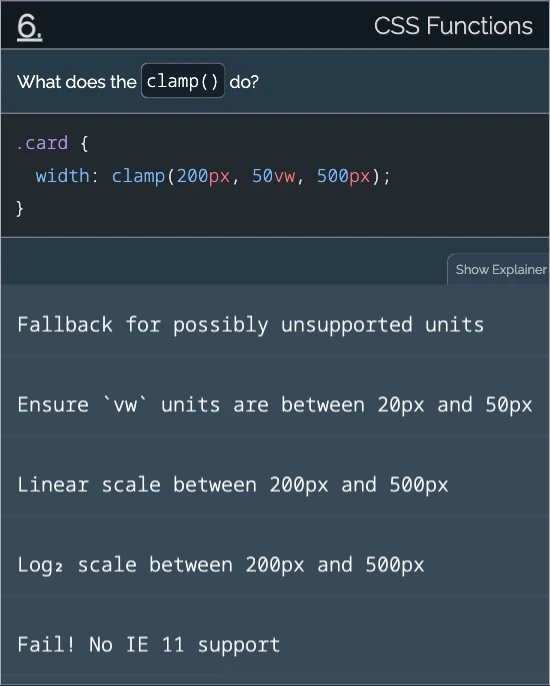 6.
CSS Functions
What does the clamp() do?
.card {
  width: clamp(200px, 50vw, 500px);
}
Show Explainer
Fallback for possibly unsupported units
Ensure `vw` units are between 20px and 50px
Linear scale between 200px and 500px
Log₂ scale between 200px and 500px
Fail! No IE 11 support